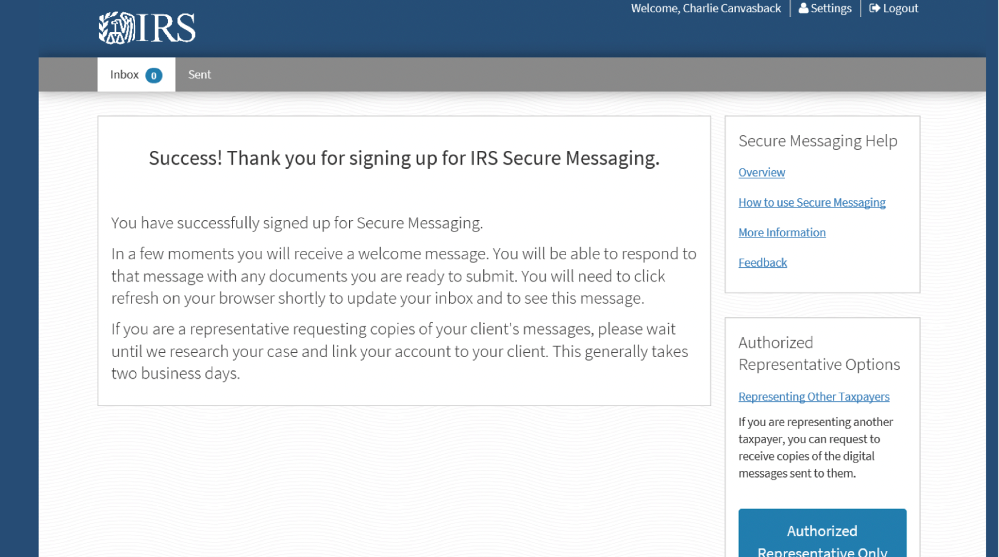 Welcome, Charlie Canvasback
Settings
Logout
IRS
Inbox 0
Sent
Success! Thank you for signing up for IRS Secure Messaging.
You have successfully signed up for Secure Messaging.
In a few moments you will receive a welcome message. You will be able to respond to
that message with any documents you are ready to submit. You will need to click
refresh on your browser shortly to update your inbox and to see this message.
If you are a representative requesting copies of your client's messages, please wait
until we research your case and link your account to your client. This generally takes
two business days.
Secure Messaging Help
Overview
How to use Secure Messaging
More Information
Feedback
Authorized
Representative Options
Representing Other Taxpayers
If you are representing another
taxpayer, you can request to
receive copies of the digital
messages sent to them.
Authorized
Representative Only